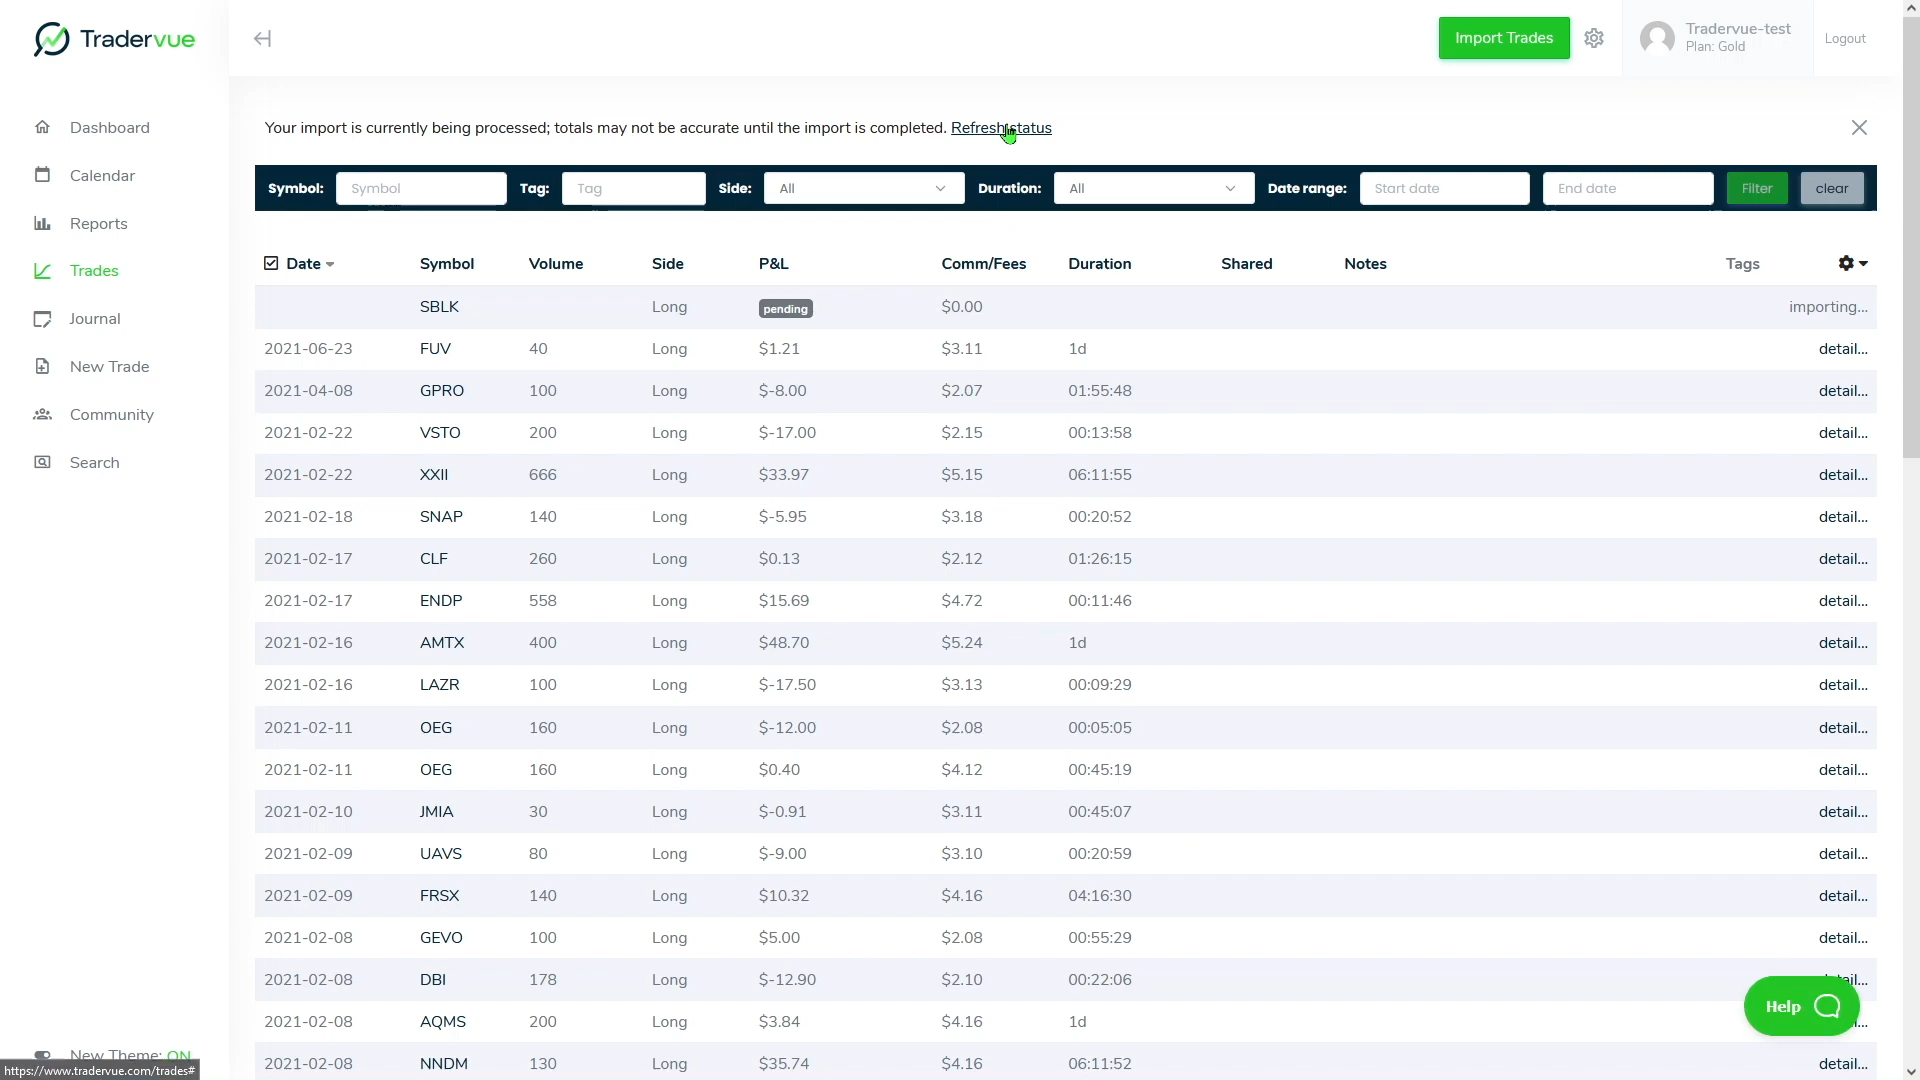 Tradervue
Import Trades
Tradervue-test
Plan: Gold
Logout
Dashboard
Calendar
Reports
Trades
Journal
New Trade
Community
Search
New Theme: ON
https://www.tradervue.com/trades#
Your import is currently being processed; totals may not be accurate until the import is completed. Refresh status
Symbol: Symbol Tag: Tag Side: All Duration: All Date range: Start date End date Filter clear
Date Symbol Volume Side P&L Comm/Fees Duration Shared Notes Tags
SBLK Long pending $0.00 importing...
2021-06-23 FUV 40 Long $1.21 $3.11 1d detail...
2021-04-08 GPRO 100 Long $-8.00 $2.07 01:55:48 detail...
2021-02-22 VSTO 200 Long $-17.00 $2.15 00:13:58 detail...
2021-02-22 XXII 666 Long $33.97 $5.15 06:11:55 detail...
2021-02-18 SNAP 140 Long $-5.95 $3.18 00:20:52 detail...
2021-02-17 CLF 260 Long $0.13 $2.12 01:26:15 detail...
2021-02-17 ENDP 558 Long $15.69 $4.72 00:11:46 detail...
2021-02-16 AMTX 400 Long $48.70 $5.24 1d detail...
2021-02-16 LAZR 100 Long $-17.50 $3.13 00:09:29 detail...
2021-02-11 OEG 160 Long $-12.00 $2.08 00:05:05 detail...
2021-02-11 OEG 160 Long $0.40 $4.12 00:45:19 detail...
2021-02-10 JMIA 30 Long $-0.91 $3.11 00:45:07 detail...
2021-02-09 UAVS 80 Long $-9.00 $3.10 00:20:59 detail...
2021-02-09 FRSX 140 Long $10.32 $4.16 04:16:30 detail...
2021-02-08 GEVO 100 Long $5.00 $2.08 00:55:29 detail...
2021-02-08 DBI 178 Long $-12.90 $2.10 00:22:06
2021-02-08 AQMS 200 Long $3.84 $4.16 1d
2021-02-08 NNDM 130 Long $35.74 $4.16 06:11:52 detail...
Help